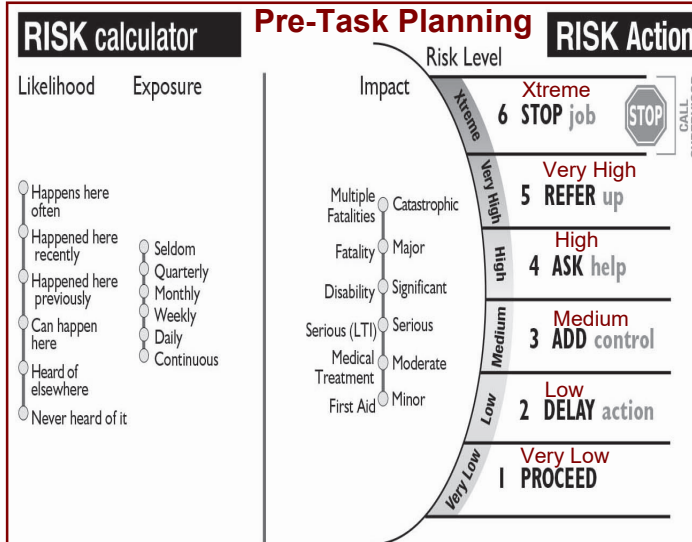 Pre-Task Planning
RISK calculator
RISK Action
Risk Level
Likelihood
Exposure
Impact
Happens here
often
Happened here
recently
Happened here
previously
Can happen
here
Heard of
elsewhere
Never heard of it
Seldom
Quarterly
Monthly
Weekly
Daily
Continuous
Multiple
Fatalities
Catastrophic
Fatality
Major
Disability
Significant
Serious (LTI)
Serious
Medical
Treatment
Moderate
First Aid
Minor
Xtreme
Very High
High
Medium
Low
Very Low
Xtreme
6 STOP job
STOP
CALL
Very High
5 REFER up
High
4 ASK help
Medium
3 ADD control
Low
2 DELAY action
Very Low
1 PROCEED